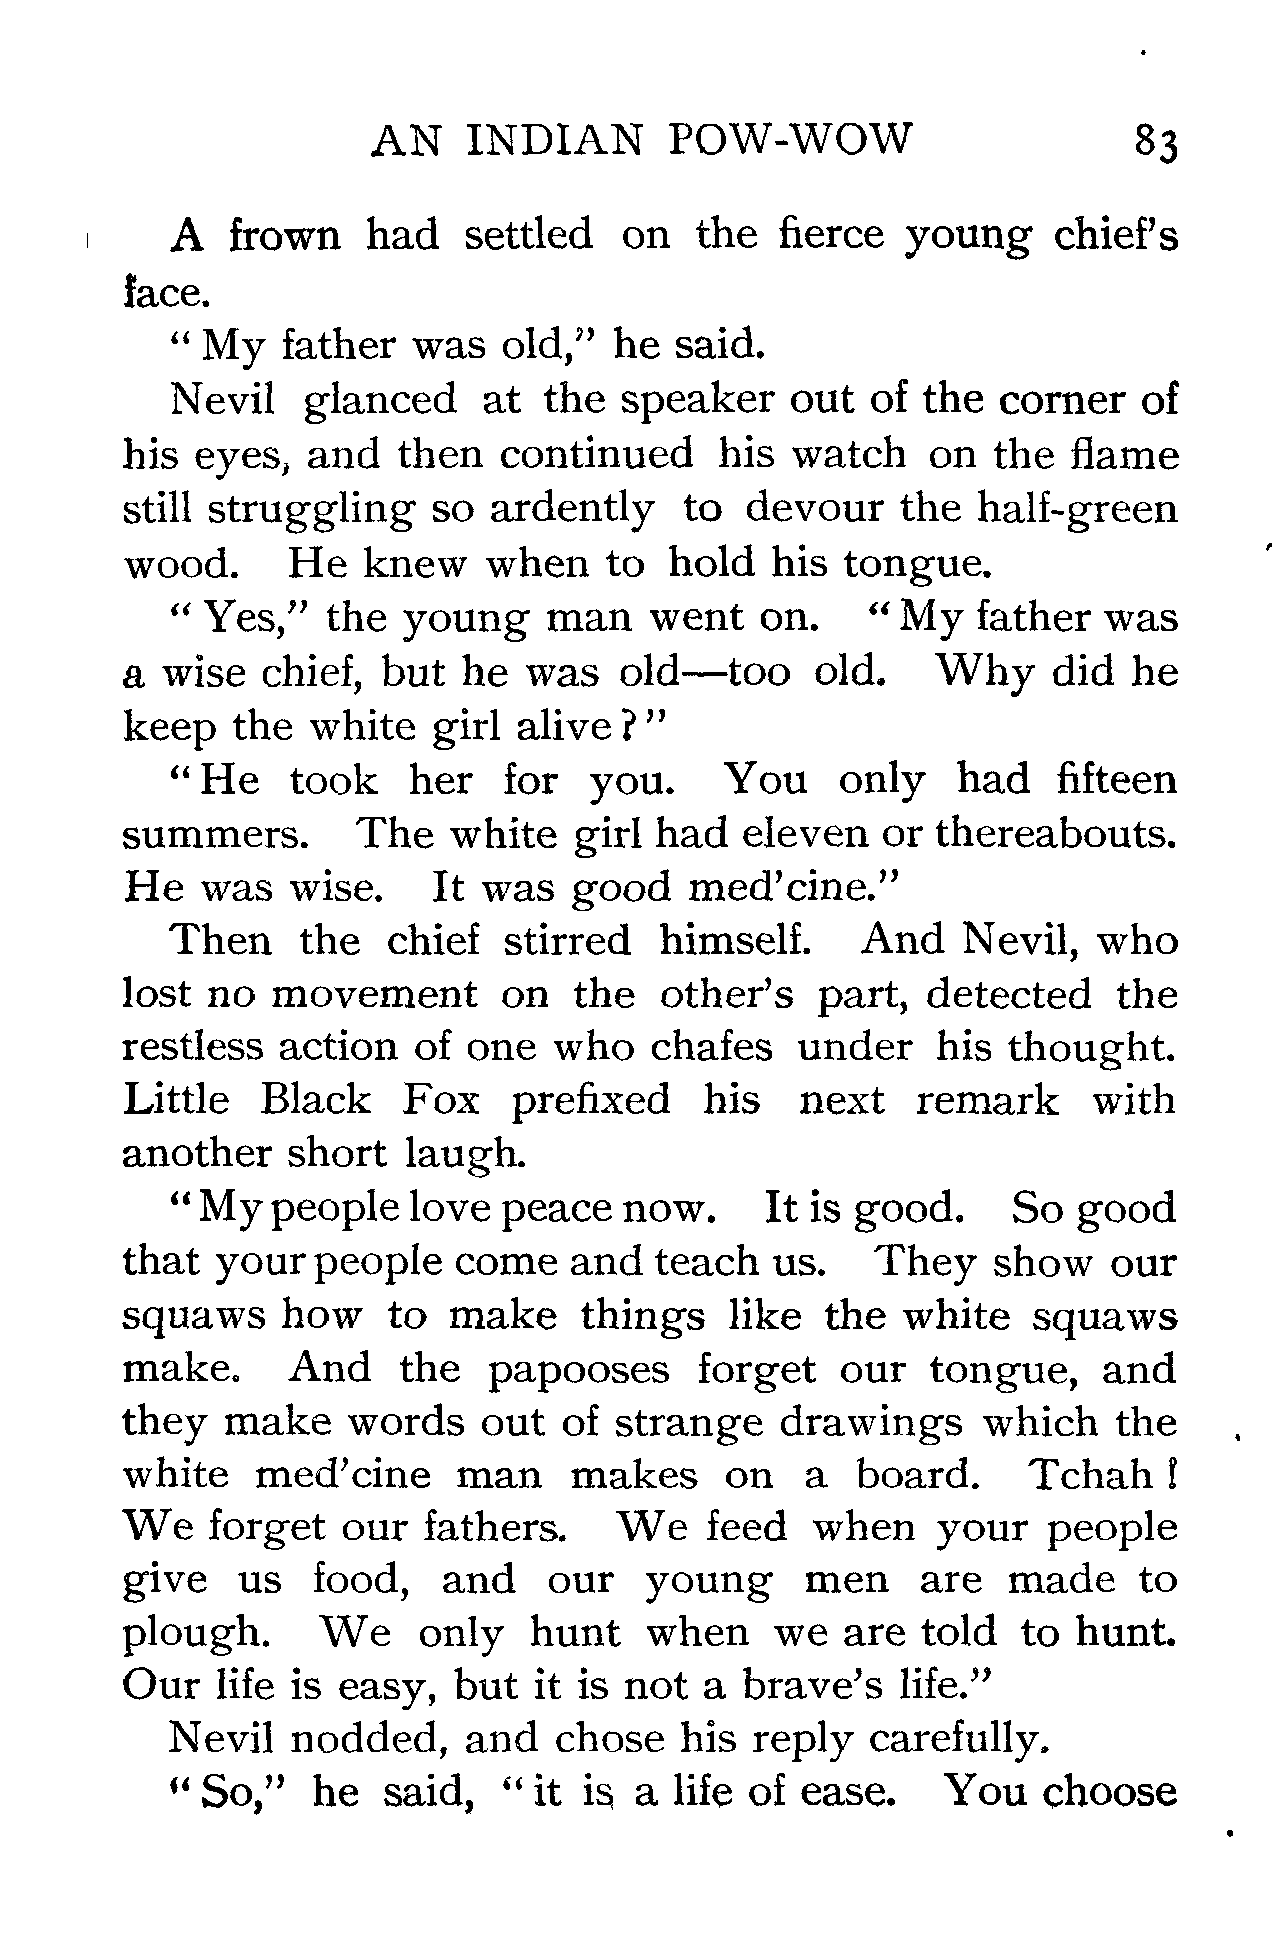 AN INDIAN POW-WOW 83
A frown had settled on the fierce young chief's
face.
" My father was old," he said.
Nevil glanced at the speaker out of the corner of
his eyes, and then continued his watch on the flame
still struggling so ardently to devour the half-green
wood. He knew when to hold his tongue.
" Yes," the young man went on. " My father was
a wise chief, but he was old—too old. Why did he
keep the white girl alive ? "
" He took her for you. You only had fifteen
summers. The white girl had eleven or thereabouts.
He was wise. It was good med'cine."
Then the chief stirred himself. And Nevil, who
lost no movement on the other's part, detected the
restless action of one who chafes under his thought.
Little Black Fox prefixed his next remark with
another short laugh.
" My people love peace now. It is good. So good
that your people come and teach us. They show our
squaws how to make things like the white squaws
make. And the papooses forget our tongue, and
they make words out of strange drawings which the
white med'cine man makes on a board. Tchah !
We forget our fathers. We feed when your people
give us food, and our young men are made to
plough. We only hunt when we are told to hunt.
Our life is easy, but it is not a brave's life."
Nevil nodded, and chose his reply carefully.
" So," he said, " it is a life of ease. You choose